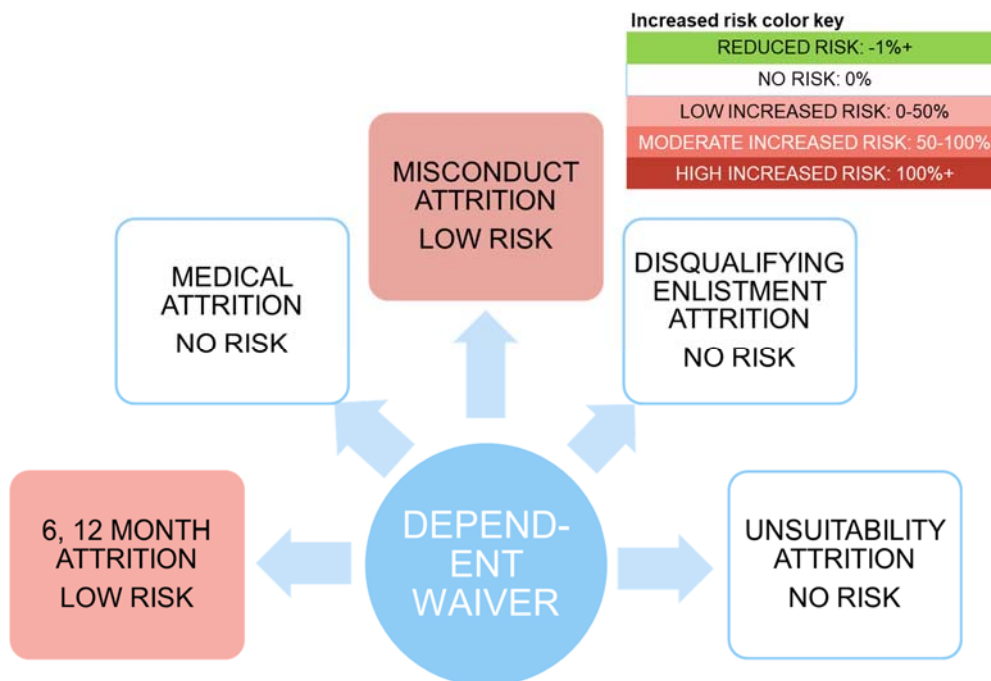 Increased risk color key
REDUCED RISK: -1%+
NO RISK: 0%
LOW INCREASED RISK: 0-50%
MODERATE INCREASED RISK: 50-100%
HIGH INCREASED RISK: 100%+
MISCONDUCT
ATTRITION
LOW RISK
MEDICAL
ATTRITION
NO RISK
DISQUALIFYING
ENLISTMENT
ATTRITION
NO RISK
6, 12 MONTH
ATTRITION
LOW RISK
DEPEND-
ENT
WAIVER
UNSUITABILITY
ATTRITION
NO RISK